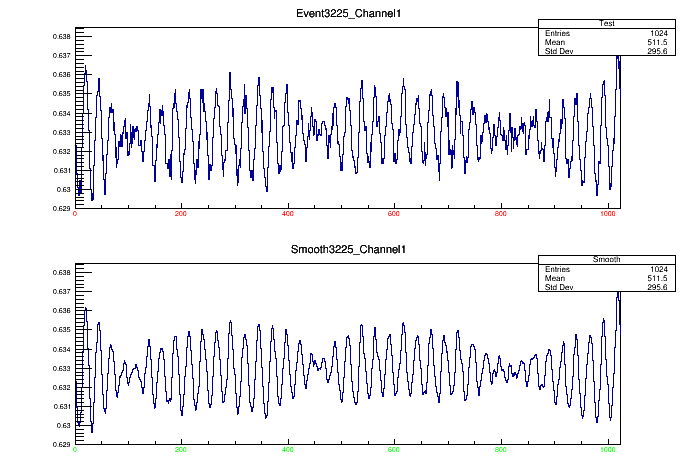 Event3225_Channel1
Test
Entries 1024
Mean 511.5
Std Dev 295.6
0.638
0.637
0.636
0.635
0.634
0.633
0.632
0.631
0.63
0.629
0 200 400 600 800 1000
Smooth3225_Channel1
Smooth
Entries 1024
Mean 511.5
Std Dev 295.6
0.638
0.637
0.636
0.635
0.634
0.633
0.632
0.631
0.63
0.629
0 200 400 600 800 1000